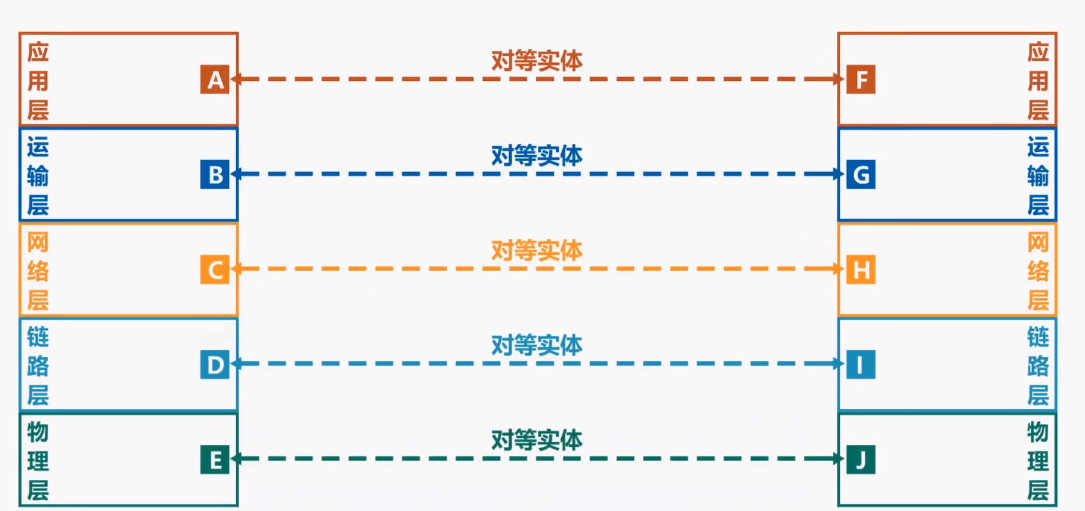 应用层 A 对等实体 F 应用层
运输层 B 对等实体 G 运输层
网络层 C 对等实体 H 网络层
链路层 D 对等实体 I 链路层
物理层 E 对等实体 J 物理层